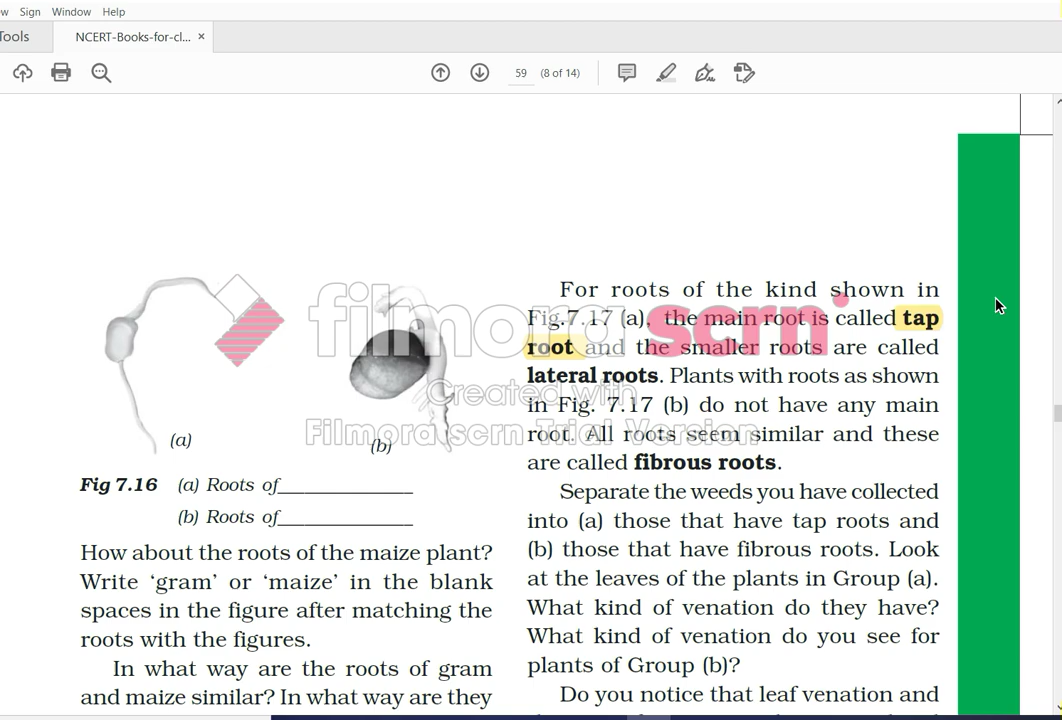 Sign Window Help
Tools
NCERT-Books-for-cl... ×
59 (8 of 14)
For roots of the kind shown in
Fig.7.17 (a), the main root is called tap
root and the smaller roots are called
lateral roots. Plants with roots as shown
in Fig. 7.17 (b) do not have any main
root. All roots seem similar and these
are called fibrous roots.
filmora scrn
Created with
Filmora scrn Trial Version
(a)
(b)
Fig 7.16 (a) Roots of_______________
(b) Roots of_______________
How about the roots of the maize plant?
Write ‘gram’ or ‘maize’ in the blank
spaces in the figure after matching the
roots with the figures.
In what way are the roots of gram
and maize similar? In what way are they
Separate the weeds you have collected
into (a) those that have tap roots and
(b) those that have fibrous roots. Look
at the leaves of the plants in Group (a).
What kind of venation do they have?
What kind of venation do you see for
plants of Group (b)?
Do you notice that leaf venation and